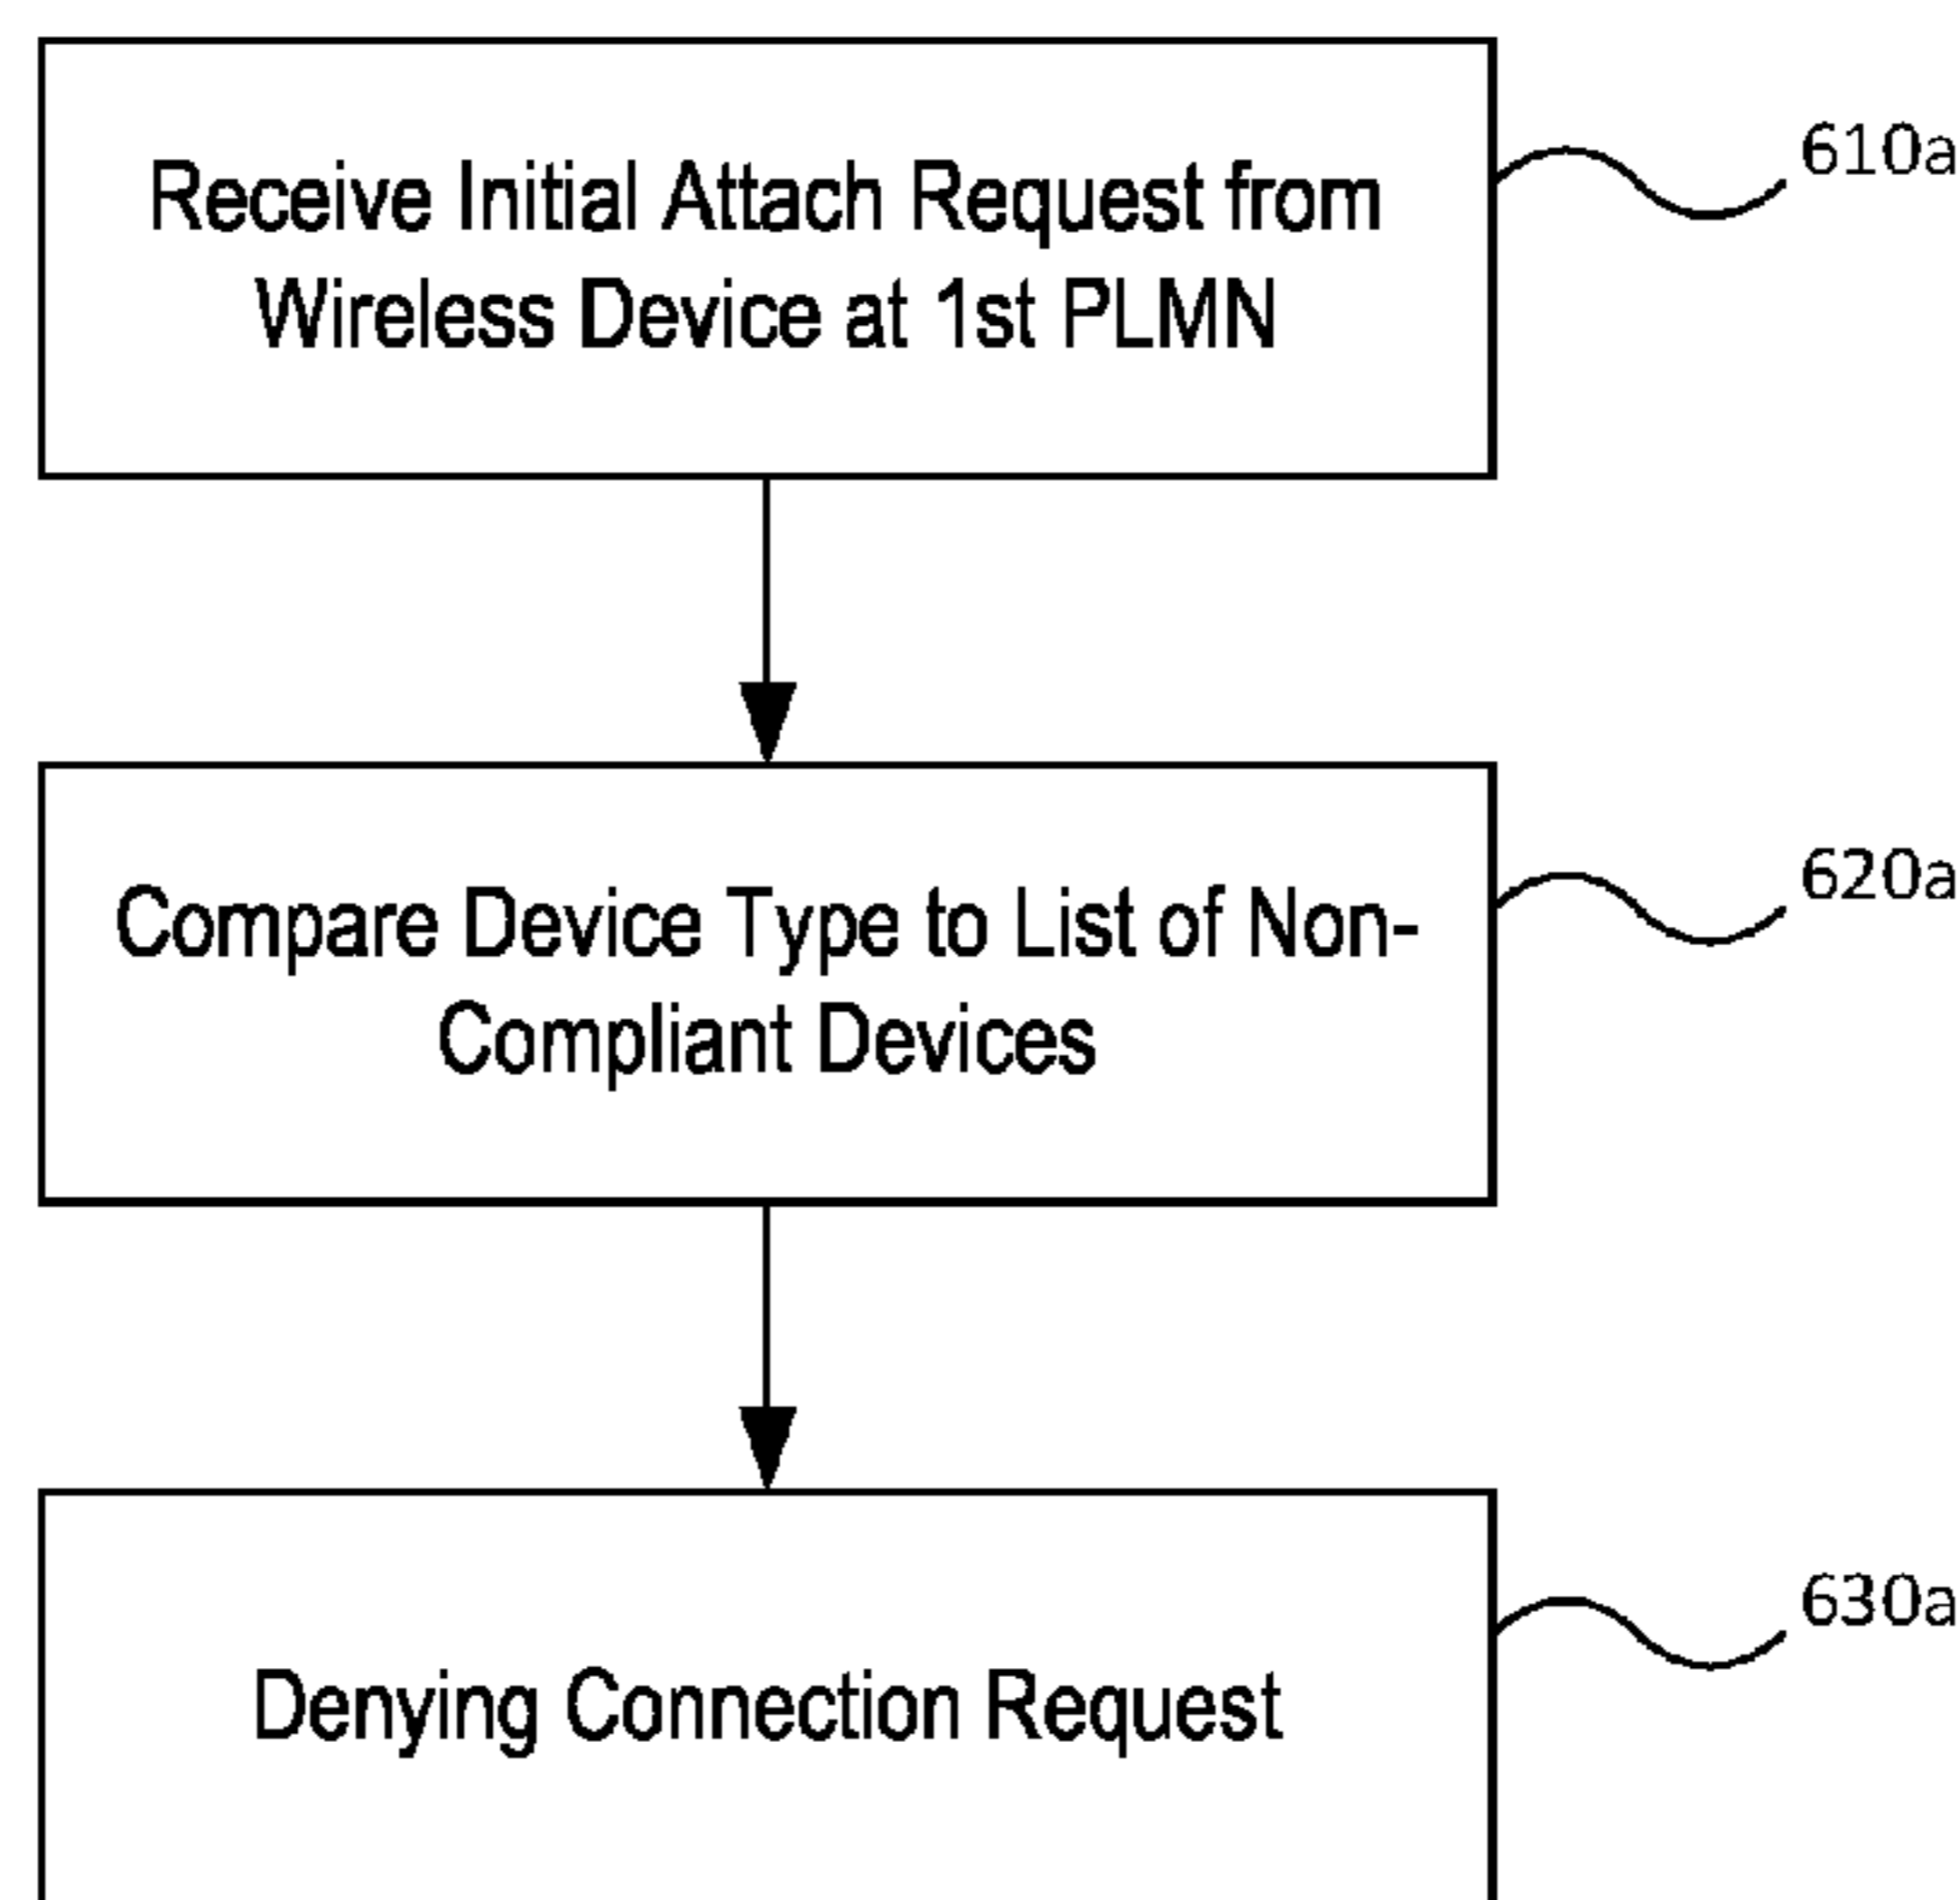 Receive Initial Attach Request from
Wireless Device at 1st PLMN
610a
Compare Device Type to List of Non-
Compliant Devices
620a
Denying Connection Request
630a